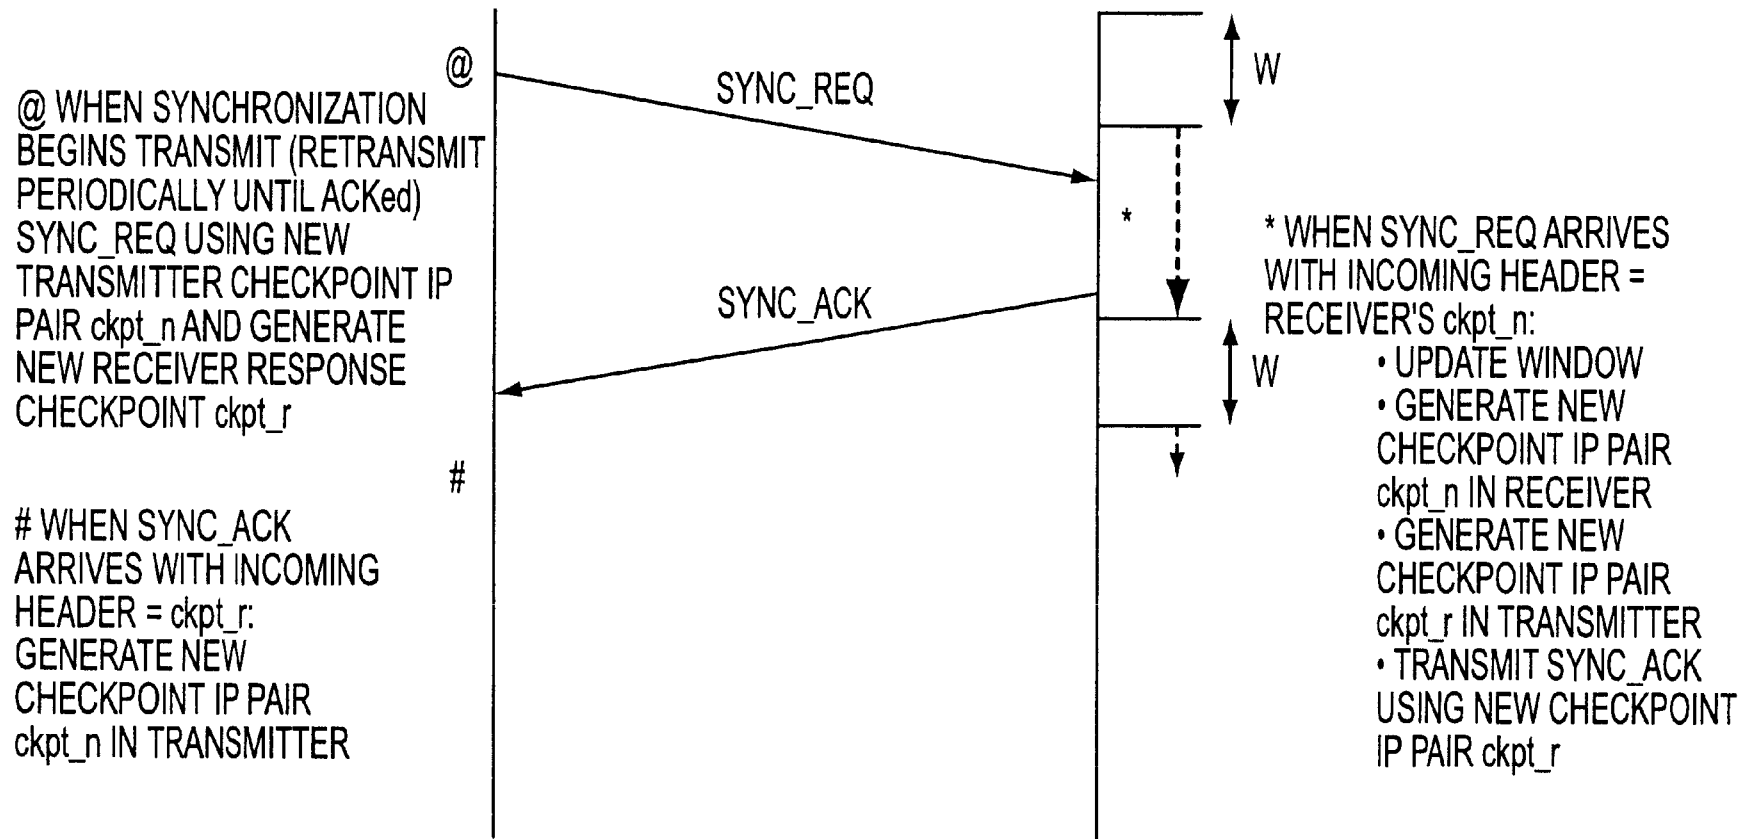 @
@ WHEN SYNCHRONIZATION
BEGINS TRANSMIT (RETRANSMIT
PERIODICALLY UNTIL ACKed)
SYNC_REQ USING NEW
TRANSMITTER CHECKPOINT IP
PAIR ckpt_n AND GENERATE
NEW RECEIVER RESPONSE
CHECKPOINT ckpt_r
#
# WHEN SYNC_ACK
ARRIVES WITH INCOMING
HEADER = ckpt_r:
GENERATE NEW
CHECKPOINT IP PAIR
ckpt_n IN TRANSMITTER
SYNC_REQ
SYNC_ACK
W
*
W
* WHEN SYNC_REQ ARRIVES
WITH INCOMING HEADER =
RECEIVER'S ckpt_n:
• UPDATE WINDOW
• GENERATE NEW
CHECKPOINT IP PAIR
ckpt_n IN RECEIVER
• GENERATE NEW
CHECKPOINT IP PAIR
ckpt_r IN TRANSMITTER
• TRANSMIT SYNC_ACK
USING NEW CHECKPOINT
IP PAIR ckpt_r